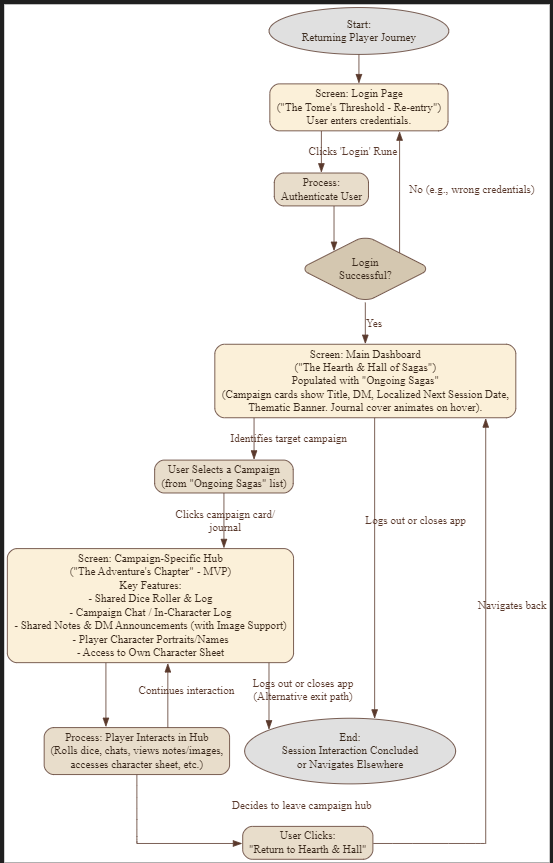 Start:
Returning Player Journey
Screen: Login Page
("The Tome's Threshold - Re-entry")
User enters credentials.
Clicks 'Login' Rune
Process:
Authenticate User
No (e.g., wrong credentials)
Login
Successful?
Yes
Screen: Main Dashboard
("The Hearth & Hall of Sagas")
Populated with "Ongoing Sagas"
(Campaign cards show Title, DM, Localized Next Session Date,
Thematic Banner. Journal cover animates on hover).
Identifies target campaign
User Selects a Campaign
(from "Ongoing Sagas" list)
Clicks campaign card/
journal
Logs out or closes app
Screen: Campaign-Specific Hub
("The Adventure's Chapter" - MVP)
Key Features:
- Shared Dice Roller & Log
- Campaign Chat / In-Character Log
- Shared Notes & DM Announcements (with Image Support)
- Player Character Portraits/Names
- Access to Own Character Sheet
Navigates back
Continues interaction
Logs out or closes app
(Alternative exit path)
Process: Player Interacts in Hub
(Rolls dice, chats, views notes/images,
accesses character sheet, etc.)
End:
Session Interaction Concluded
or Navigates Elsewhere
Decides to leave campaign hub
User Clicks:
"Return to Hearth & Hall"